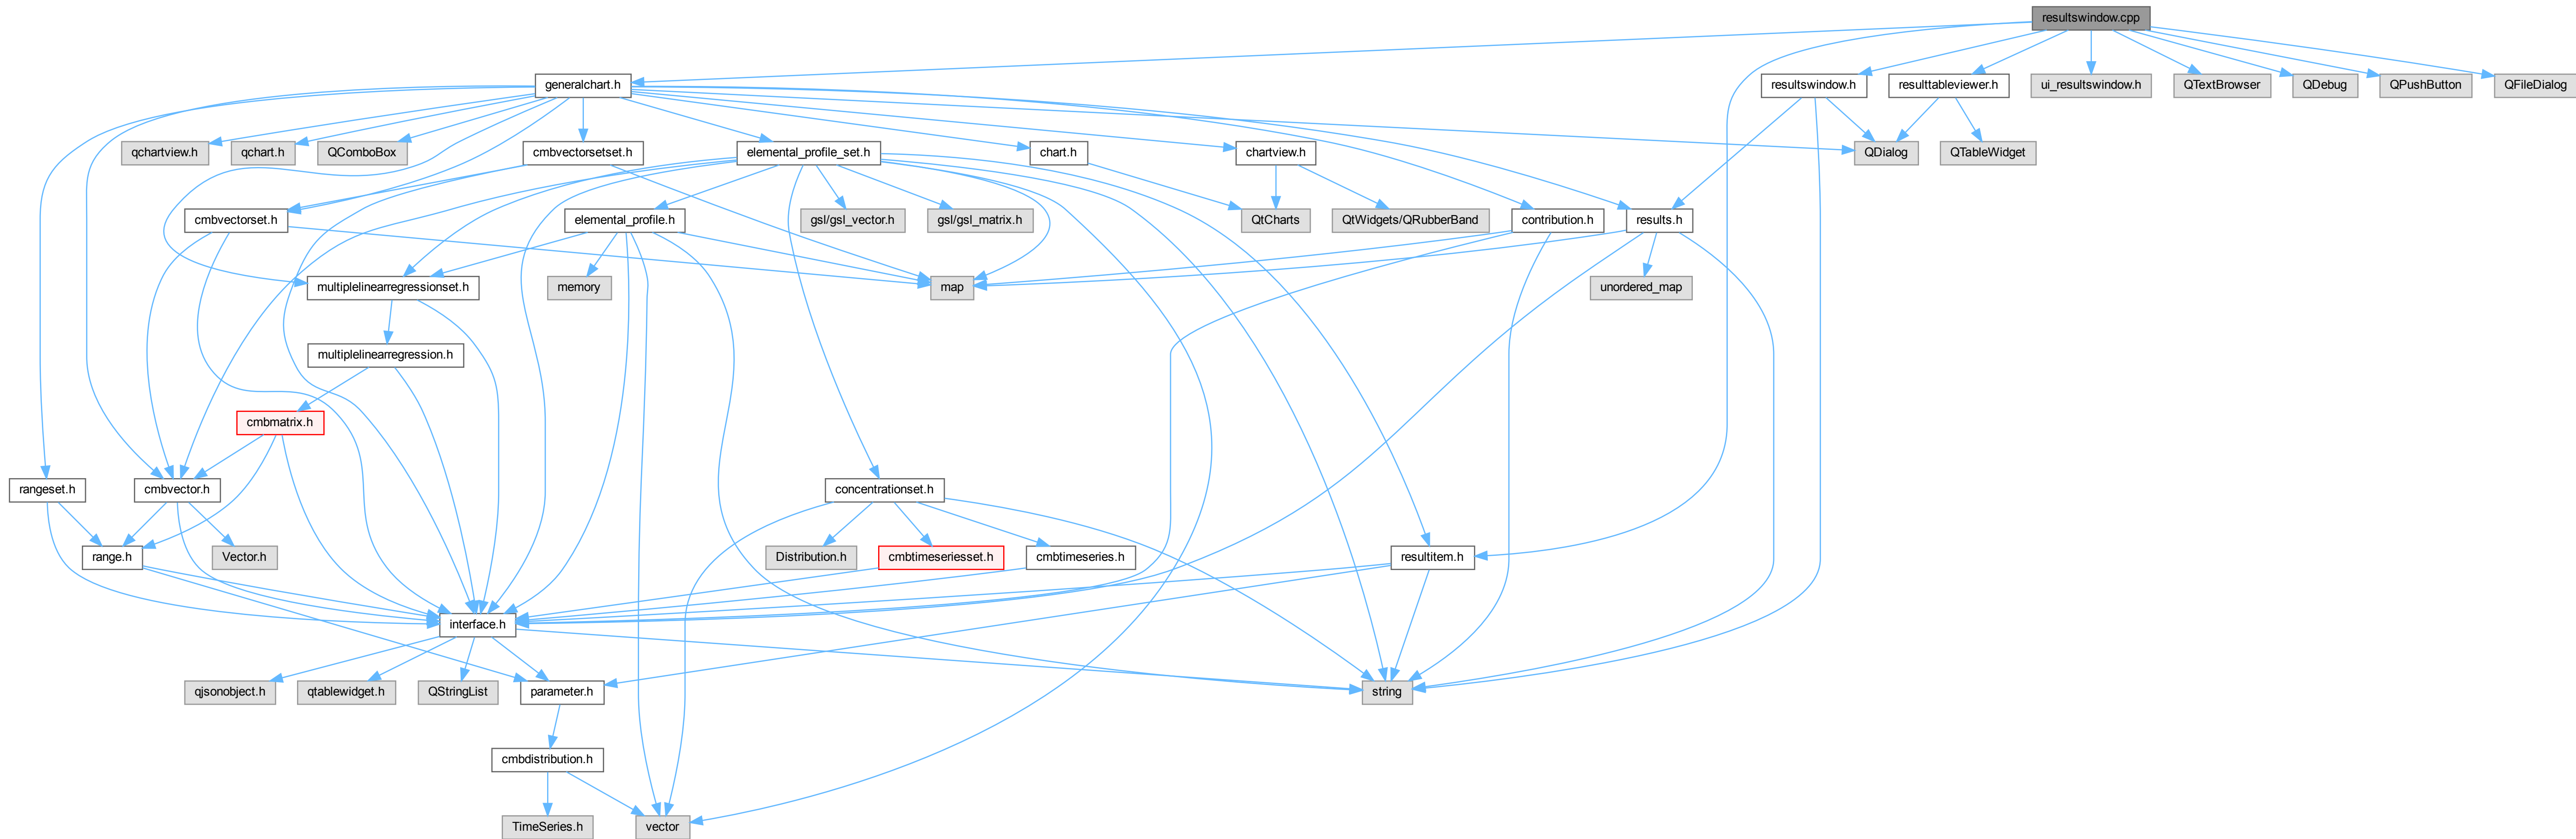 resultswindow.cpp
generalchart.h
resultswindow.h
resulttableviewer.h
ui_resultswindow.h
QTextBrowser
QDebug
QPushButton
QFileDialog
qchartview.h
qchart.h
QComboBox
cmbvectorsetset.h
elemental_profile_set.h
chart.h
chartview.h
QDialog
QTableWidget
cmbvectorset.h
elemental_profile.h
gsl/gsl_vector.h
gsl/gsl_matrix.h
QtCharts
QtWidgets/QRubberBand
contribution.h
results.h
multiplelinearregressionset.h
memory
map
unordered_map
multiplelinearregression.h
cmbmatrix.h
rangeset.h
cmbvector.h
concentrationset.h
range.h
Vector.h
Distribution.h
cmbtimeseriesset.h
cmbtimeseries.h
resultitem.h
interface.h
qjsonobject.h
qtablewidget.h
QStringList
parameter.h
string
cmbdistribution.h
TimeSeries.h
vector